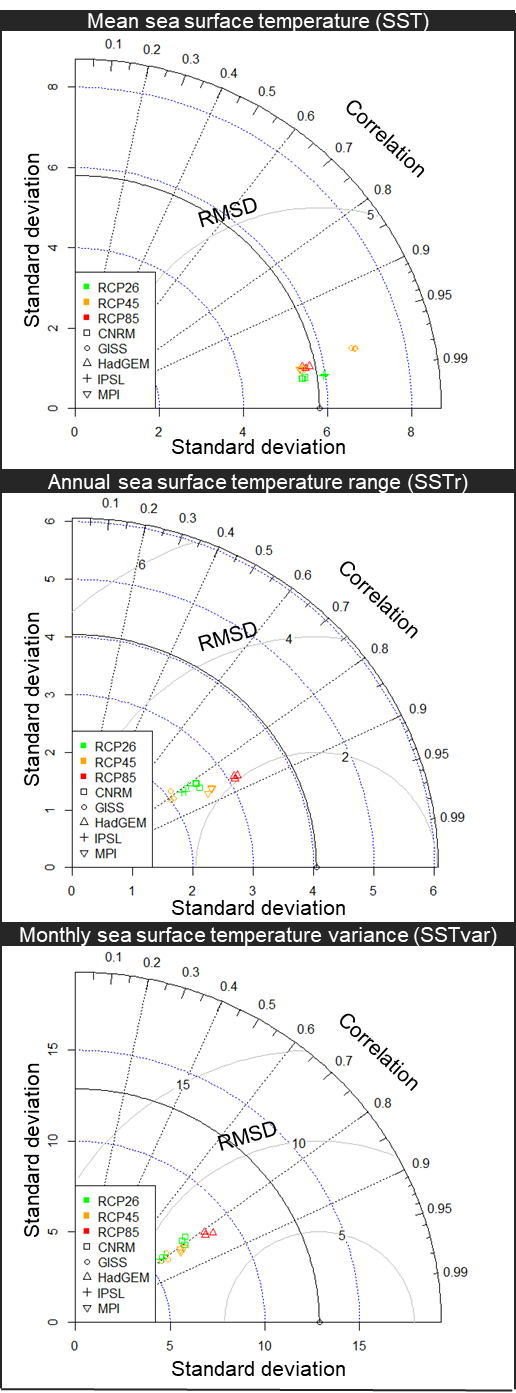 Mean sea surface temperature (SST)
0.1
0.2
0.3
0.4
0.5
0.6
0.7
0.8
0.9
0.95
0.99
Correlation
RMSD
5
Standard deviation
8
6
4
2
0
RCP26
RCP45
RCP85
CNRM
GISS
HadGEM
IPSL
MPI
0 2 4 6 8
Standard deviation
Annual sea surface temperature range (SSTr)
0.1
0.2
0.3
0.4
0.5
0.6
0.7
0.8
0.9
0.95
0.99
Correlation
RMSD
6
4
2
Standard deviation
6
5
4
3
2
1
0
RCP26
RCP45
RCP85
CNRM
GISS
HadGEM
IPSL
MPI
0 1 2 3 4 5 6
Standard deviation
Monthly sea surface temperature variance (SSTvar)
0.1
0.2
0.3
0.4
0.5
0.6
0.7
0.8
0.9
0.95
0.99
Correlation
RMSD
15
10
5
Standard deviation
15
10
5
0
RCP26
RCP45
RCP85
CNRM
GISS
HadGEM
IPSL
MPI
0 5 10 15
Standard deviation